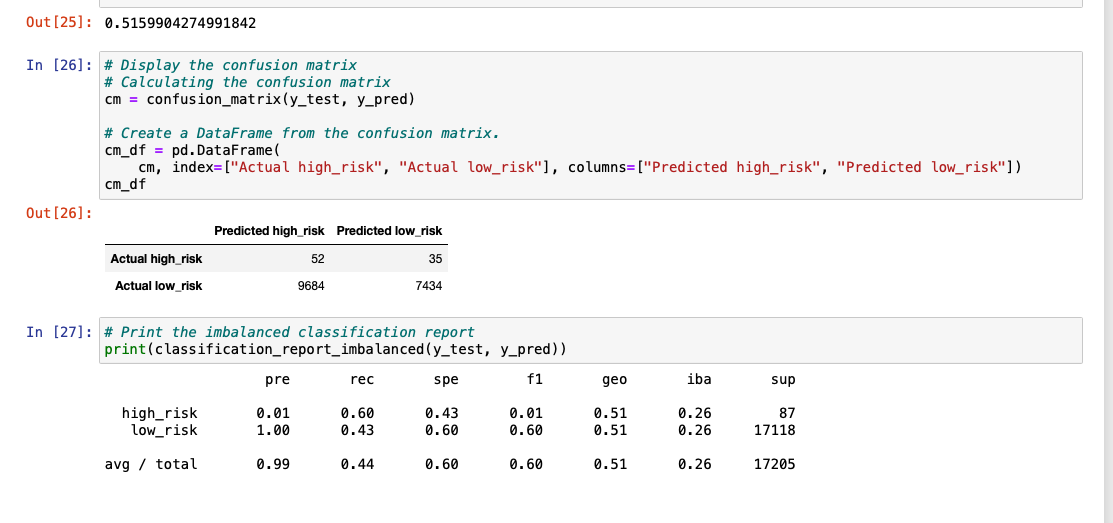 Out[25]: 0.5159904274991842
In [26]: # Display the confusion matrix
# Calculating the confusion matrix
cm = confusion_matrix(y_test, y_pred)
# Create a DataFrame from the confusion matrix.
cm_df = pd.DataFrame(
cm, index=["Actual high_risk", "Actual low_risk"], columns=["Predicted high_risk", "Predicted low_risk"])
cm_df
Out[26]:
Predicted high_risk Predicted low_risk
Actual high_risk 52 35
Actual low_risk 9684 7434
In [27]: # Print the imbalanced classification report
print(classification_report_imbalanced(y_test, y_pred))
pre rec spe f1 geo iba sup
high_risk 0.01 0.60 0.43 0.01 0.51 0.26 87
low_risk 1.00 0.43 0.60 0.60 0.51 0.26 17118
avg / total 0.99 0.44 0.60 0.60 0.51 0.26 17205